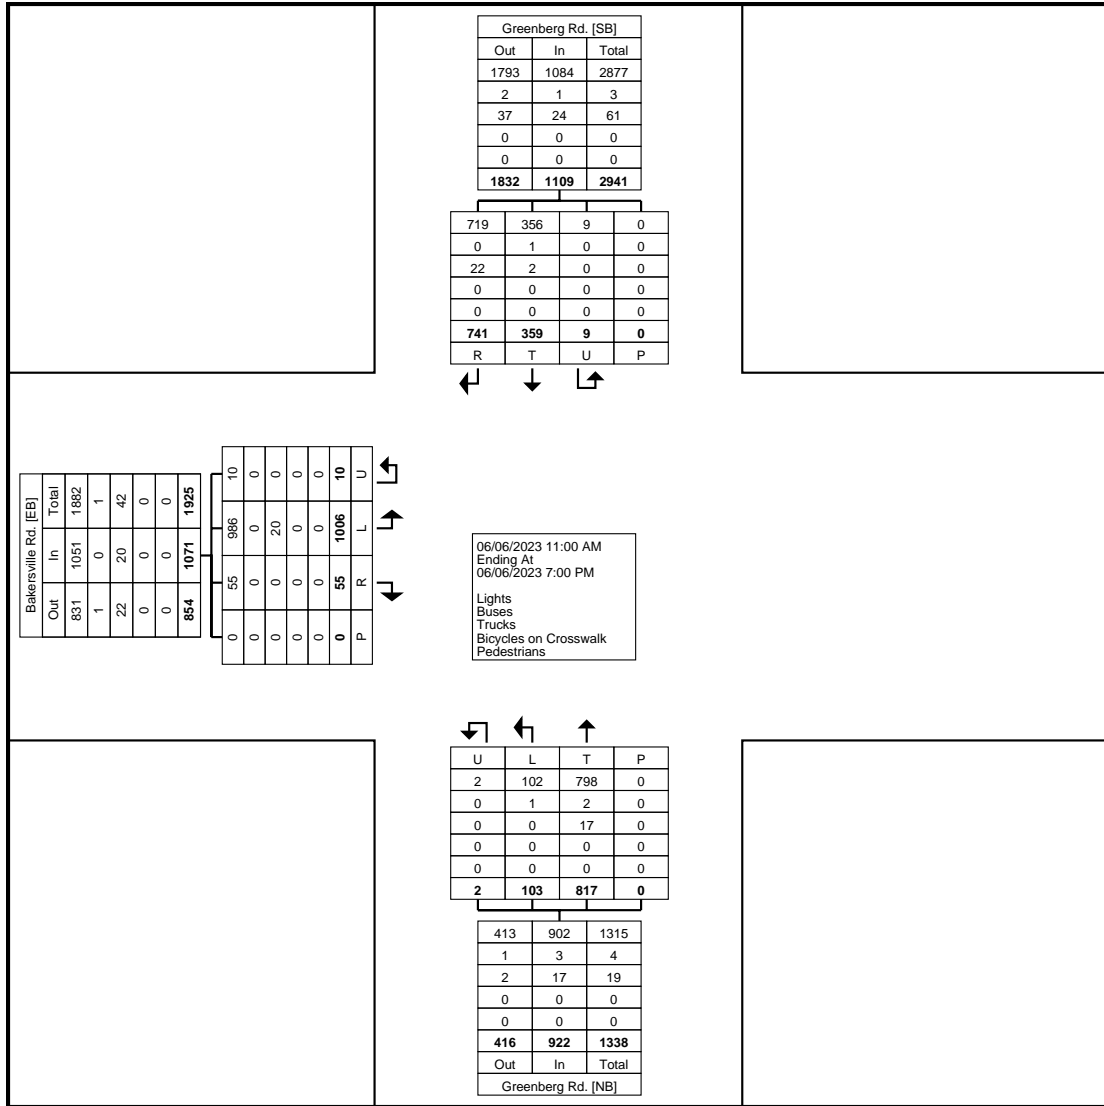 Greenberg Rd. [SB]
Out In Total
1793 1084 2877
2 1 3
37 24 61
0 0 0
0 0 0
1832 1109 2941
719 356 9 0
0 1 0 0
22 2 0 0
0 0 0 0
0 0 0 0
741 359 9 0
R T U P
Bakersville Rd. [EB]
Out In Total
831 1051 1882
1 0 1
22 20 42
0 0 0
0 0 0
854 1071 1925
0 55 986 10
0 0 0 0
0 0 20 0
0 0 0 0
0 0 0 0
0 55 1006 10
P R L U
06/06/2023 11:00 AM
Ending At
06/06/2023 7:00 PM
Lights
Buses
Trucks
Bicycles on Crosswalk
Pedestrians
U L T P
2 102 798 0
0 1 2 0
0 0 17 0
0 0 0 0
0 0 0 0
2 103 817 0
413 902 1315
1 3 4
2 17 19
0 0 0
0 0 0
416 922 1338
Out In Total
Greenberg Rd. [NB]